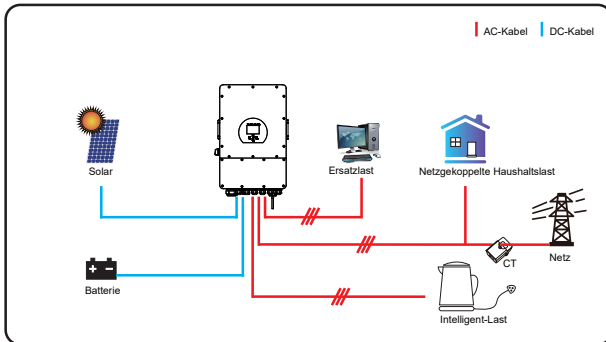 AC-Kabel
DC-Kabel
Solar
Ersatzlast
Netzgekoppelte Haushaltslast
CT
Netz
Batterie
Intelligent-Last